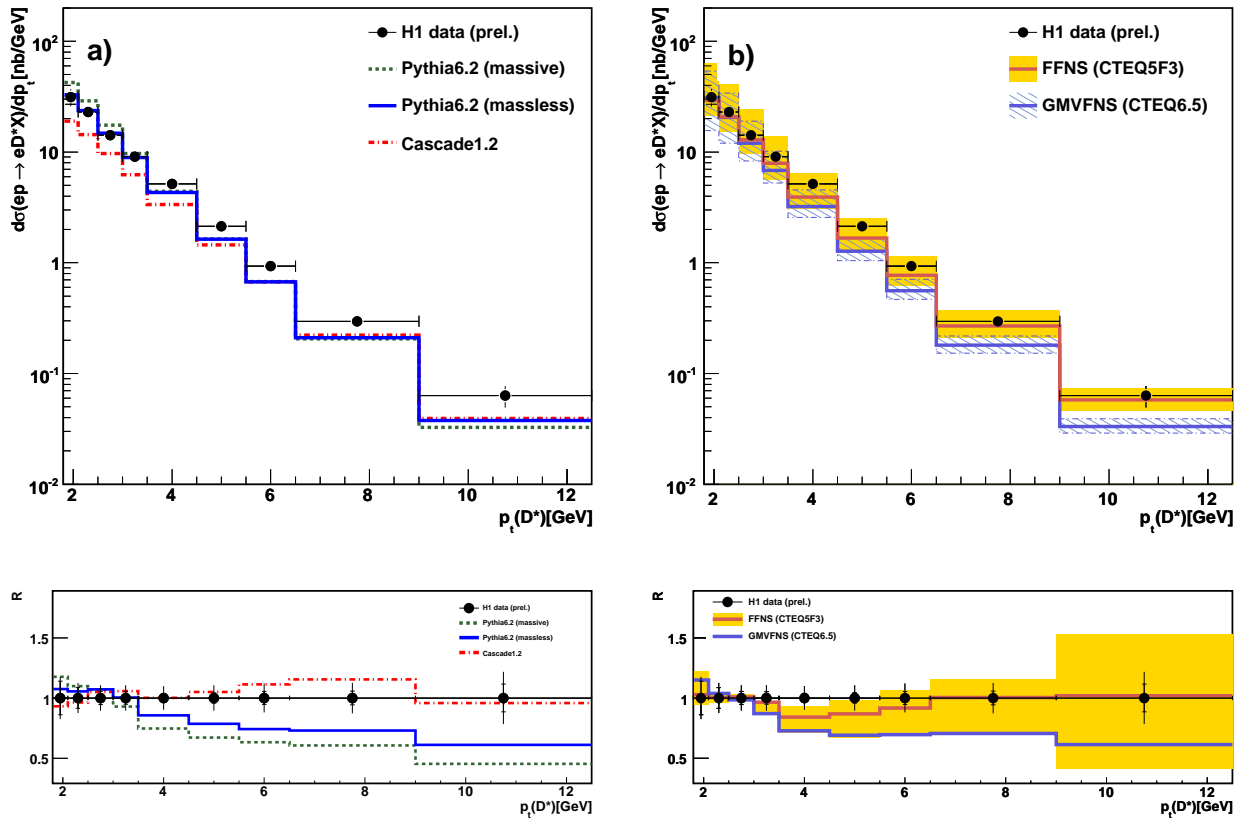 dσ(ep → eD*X)/dp_t[nb/GeV]
10²
10
1
10⁻¹
10⁻²
a)
H1 data (prel.)
Pythia6.2 (massive)
Pythia6.2 (massless)
Cascade1.2
2 4 6 8 10 12
p_t(D*)[GeV]
dσ(ep → eD*X)/dp_t[nb/GeV]
10²
10
1
10⁻¹
10⁻²
b)
H1 data (prel.)
FFNS (CTEQ5F3)
GMVFNS (CTEQ6.5)
2 4 6 8 10 12
p_t(D*)[GeV]
R
1.5
1
0.5
H1 data (prel.)
Pythia6.2 (massive)
Pythia6.2 (massless)
Cascade1.2
2 4 6 8 10 12
p_t(D*)[GeV]
R
1.5
1
0.5
H1 data (prel.)
FFNS (CTEQ5F3)
GMVFNS (CTEQ6.5)
2 4 6 8 10 12
p_t(D*)[GeV]